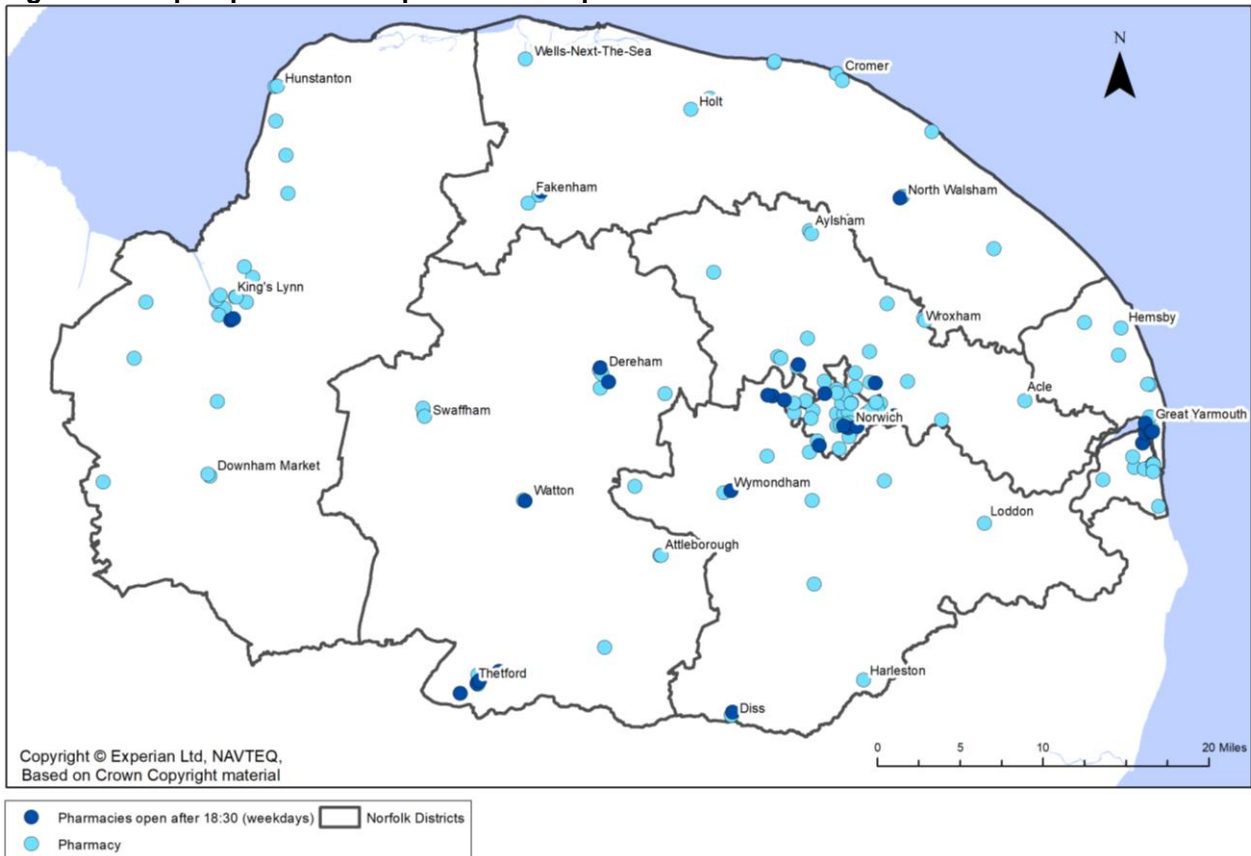 N
Wells-Next-The-Sea
Cromer
Hunstanton
Holt
Fakenham
North Walsham
Aylsham
King's Lynn
Wroxham
Hemsby
Dereham
Acle
Swaffham
Norwich
Great Yarmouth
Downham Market
Watton
Wymondham
Loddon
Attleborough
Thetford
Harleston
Diss
Copyright © Experian Ltd, NAVTEQ,
Based on Crown Copyright material
0 5 10 20 Miles
Pharmacies open after 18:30 (weekdays) Norfolk Districts
Pharmacy